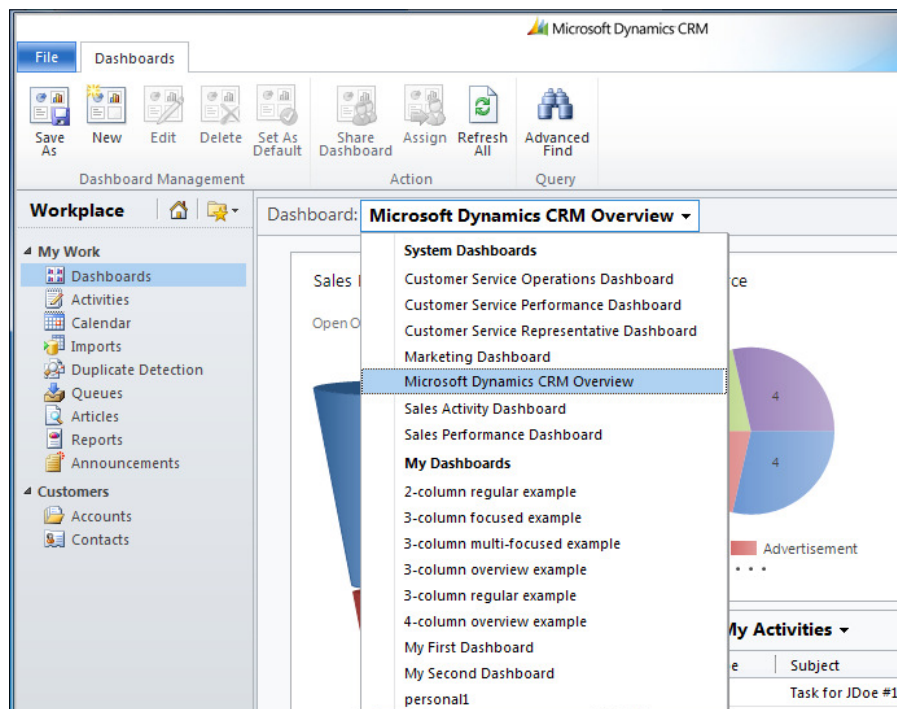 Microsoft Dynamics CRM
File Dashboards
Save As New Edit Delete Set As Default Share Dashboard Assign Refresh All Advanced Find
Dashboard Management Action Query
Workplace
My Work
Dashboards
Activities
Calendar
Imports
Duplicate Detection
Queues
Articles
Reports
Announcements
Customers
Accounts
Contacts
Dashboard: Microsoft Dynamics CRM Overview
System Dashboards
Customer Service Operations Dashboard
Customer Service Performance Dashboard
Customer Service Representative Dashboard
Marketing Dashboard
Microsoft Dynamics CRM Overview
Sales Activity Dashboard
Sales Performance Dashboard
My Dashboards
2-column regular example
3-column focused example
3-column multi-focused example
3-column overview example
3-column regular example
4-column overview example
My First Dashboard
My Second Dashboard
personal1
Sales
Open O
4
4
Advertisement
My Activities
Subject
Task for JDoe #1